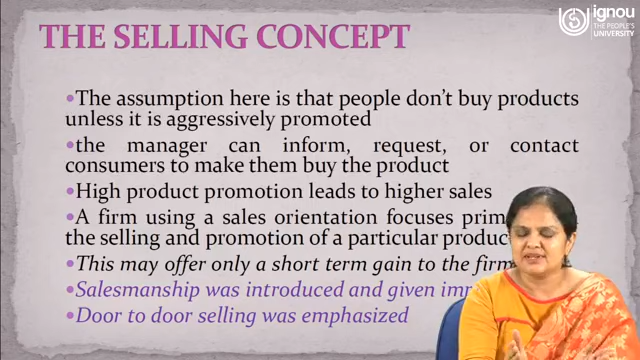 ignou
THE PEOPLE'S
UNIVERSITY
THE SELLING CONCEPT
•The assumption here is that people don't buy products
unless it is aggressively promoted
•the manager can inform, request, or contact
consumers to make them buy the product
•High product promotion leads to higher sales
•A firm using a sales orientation focuses
the selling and promotion of a particular
•This may offer only a short term gain to the firm
•Salesmanship was introduced and given
•Door to door selling was emphasized